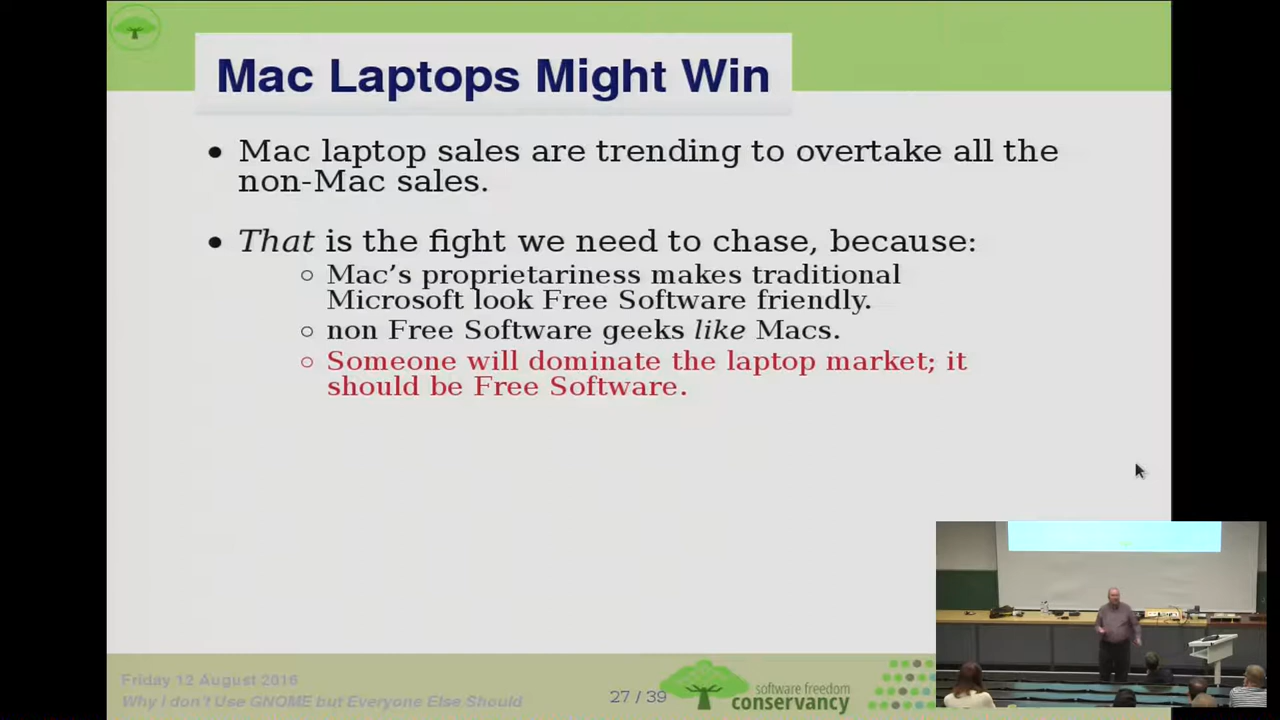 Mac Laptops Might Win
• Mac laptop sales are trending to overtake all the
non-Mac sales.
• That is the fight we need to chase, because:
○ Mac's proprietariness makes traditional
Microsoft look Free Software friendly.
○ non Free Software geeks like Macs.
○ Someone will dominate the laptop market; it
should be Free Software.
Friday 12 August 2016
Why I don't Use GNOME but Everyone Else Should
27 / 39
software freedom
conservancy